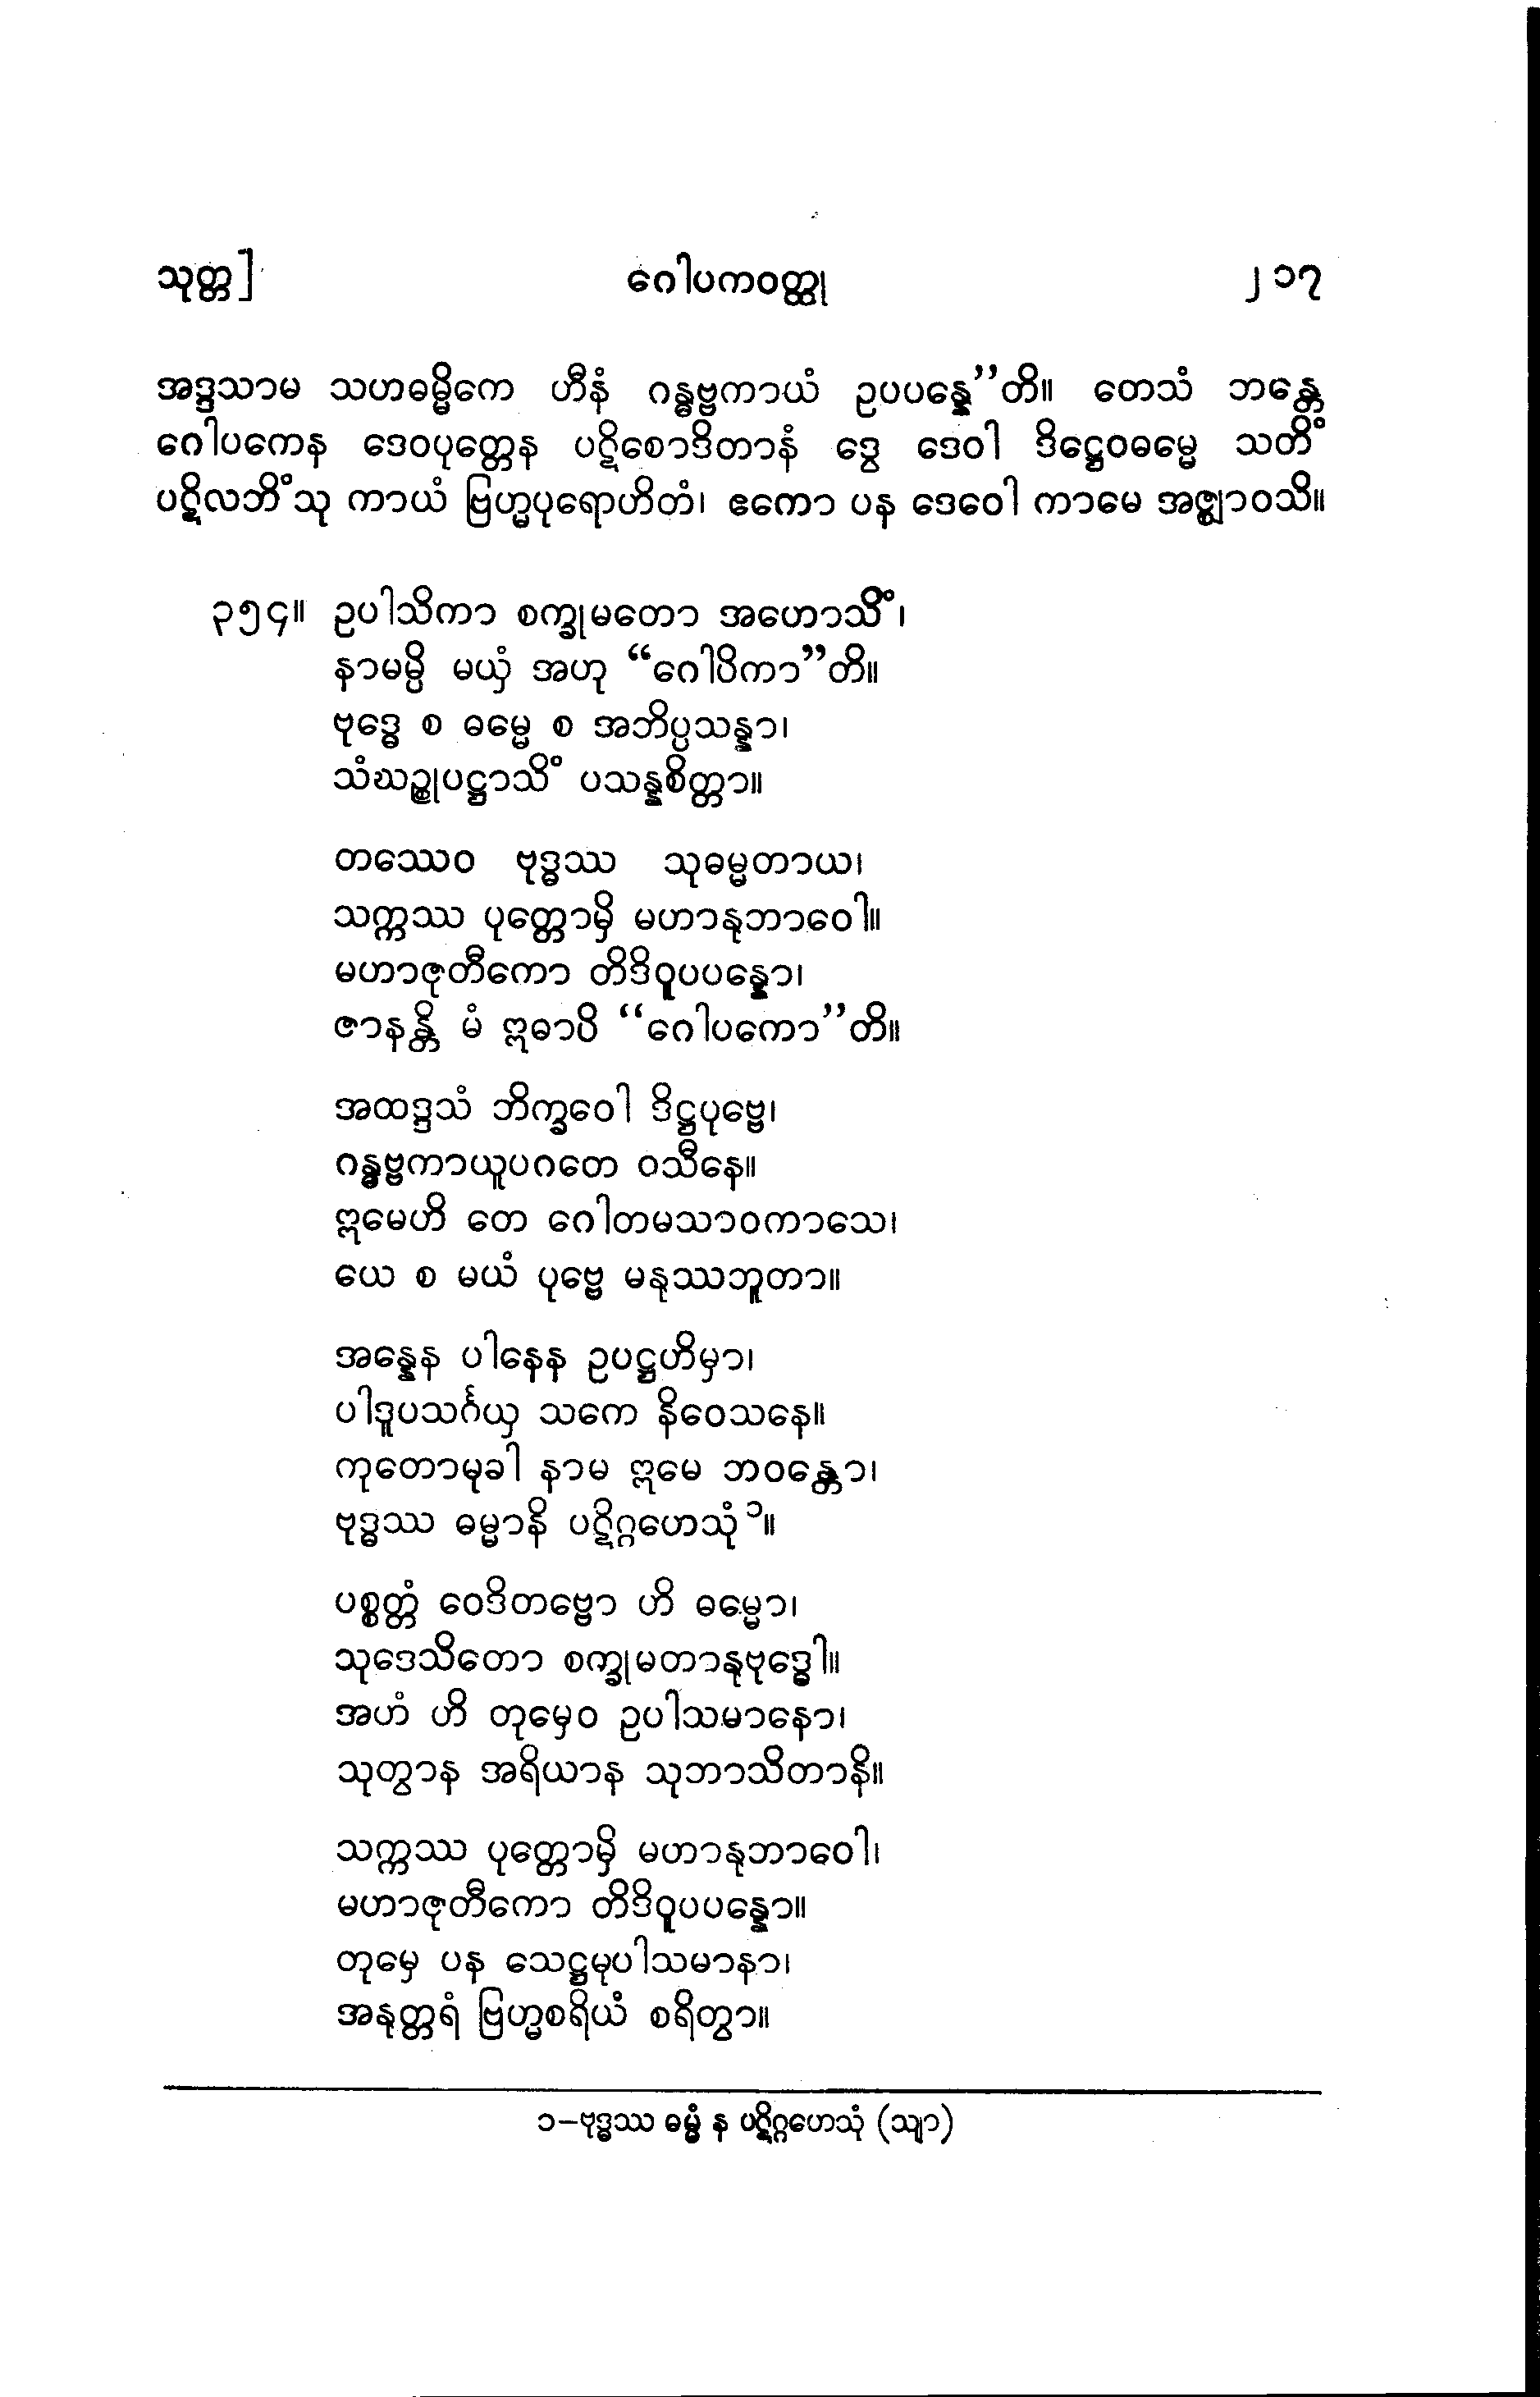 သုတ္တ] ဂေါပကဝတ္ထု ၂၁၇
အဒ္ဒသာမ သဟဓမ္မိကေ ဟီနံ ဂန္ဓဗ္ဗကာယံ ဥပပန္နေ”တိ။ တေသံ ဘန္တေ
ဂေါပကေန ဒေဝပုတ္တေန ပဋိစောဒိတာနံ ဒွေ ဒေဝါ ဒိဋ္ဌေဝဓမ္မေ သတိံ
ပဋိလဘိံသု ကာယံ ဗြဟ္မပုရောဟိတံ၊ ဧကော ပန ဒေဝေါ ကာမေ အဇ္ဈာဝသိ။
၃၅၄။ ဥပါသိကာ စက္ခုမတော အဟောသိံ၊
နာမမ္ပိ မယှံ အဟု “ဂေါပိကာ”တိ။
ဗုဒ္ဓေ စ ဓမ္မေ စ အဘိပ္ပသန္နာ၊
သံဃဉ္စုပဋ္ဌာသိံ ပသန္နစိတ္တာ။
တဿေဝ ဗုဒ္ဓဿ သုဓမ္မတာယ၊
သက္ကဿ ပုတ္တောမှိ မဟာနုဘာဝေါ။
မဟာဇုတီကော တိဒိဝူပပန္နော၊
ဇာနန္တိ မံ ဣဓာပိ “ဂေါပကော”တိ။
အထဒ္ဒသံ ဘိက္ခဝေါ ဒိဋ္ဌပုဗ္ဗေ၊
ဂန္ဓဗ္ဗကာယူပဂတေ ဝသီနေ။
ဣမေဟိ တေ ဂေါတမသာဝကာသေ၊
ယေ စ မယံ ပုဗ္ဗေ မနုဿဘူတာ။
အန္နေန ပါနေန ဥပဋ္ဌဟိမှာ၊
ပါဒူပသင်္ဂယှ သကေ နိဝေသနေ။
ကုတောမုခါ နာမ ဣမေ ဘဝန္တော၊
ဗုဒ္ဓဿ ဓမ္မာနိ ပဋိဂ္ဂဟေသုံ၁။
ပစ္စတ္တံ ဝေဒိတဗ္ဗော ဟိ ဓမ္မော၊
သုဒေသိတော စက္ခုမတာနုဗုဒ္ဓေါ။
အဟံ ဟိ တုမှေဝ ဥပါသမာနော၊
သုတွာန အရိယာန သုဘာသိတာနိ။
သက္ကဿ ပုတ္တောမှိ မဟာနုဘာဝေါ၊
မဟာဇုတီကော တိဒိဝူပပန္နော။
တုမှေ ပန သေဋ္ဌမုပါသမာနာ၊
အနုတ္တရံ ဗြဟ္မစရိယံ စရိတွာ။
၁–ဗုဒ္ဓဿ ဓမ္မံ န ပဋိဂ္ဂဟေသုံ (သျာ)